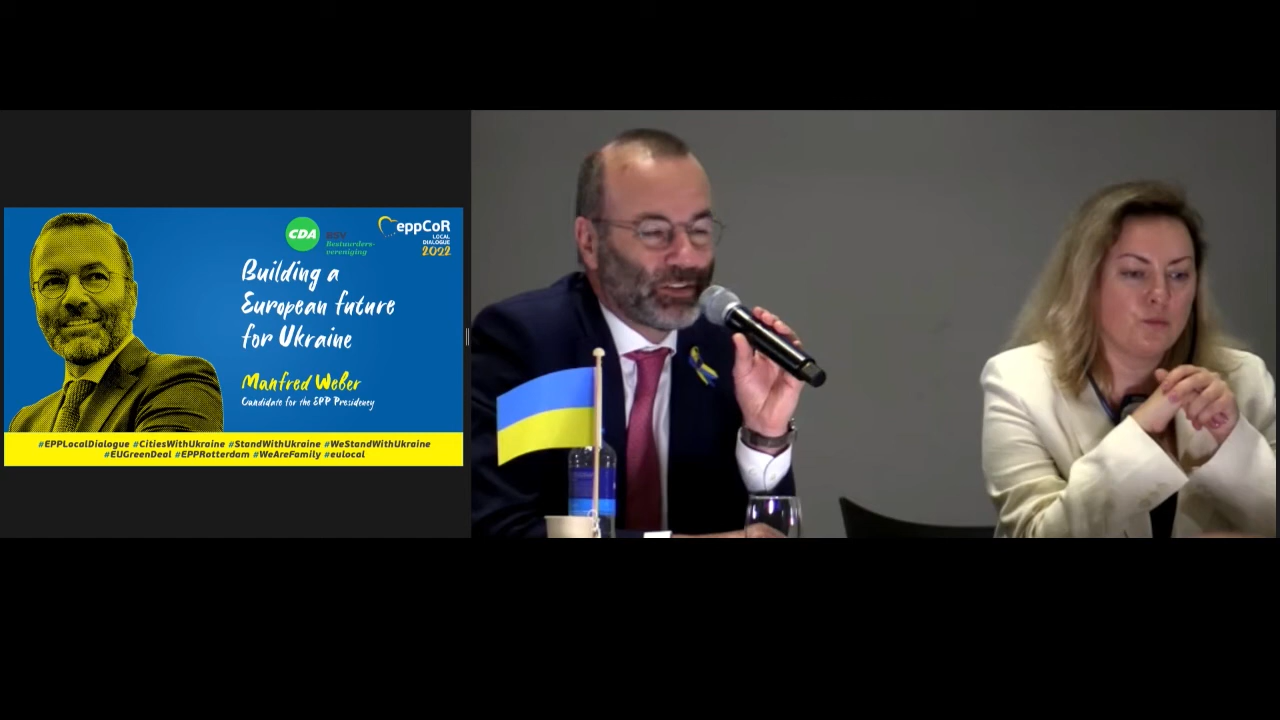 CDA
BSV
Bestuurders-
vereniging
eppCoR
LOCAL
DIALOGUE
2022
Building a
European future
for Ukraine
Manfred Weber
Candidate for the EPP Presidency
#EPPLocalDialogue #CitiesWithUkraine #StandWithUkraine #WeStandWithUkraine
#EUGreenDeal #EPPRotterdam #WeAreFamily #eulocal